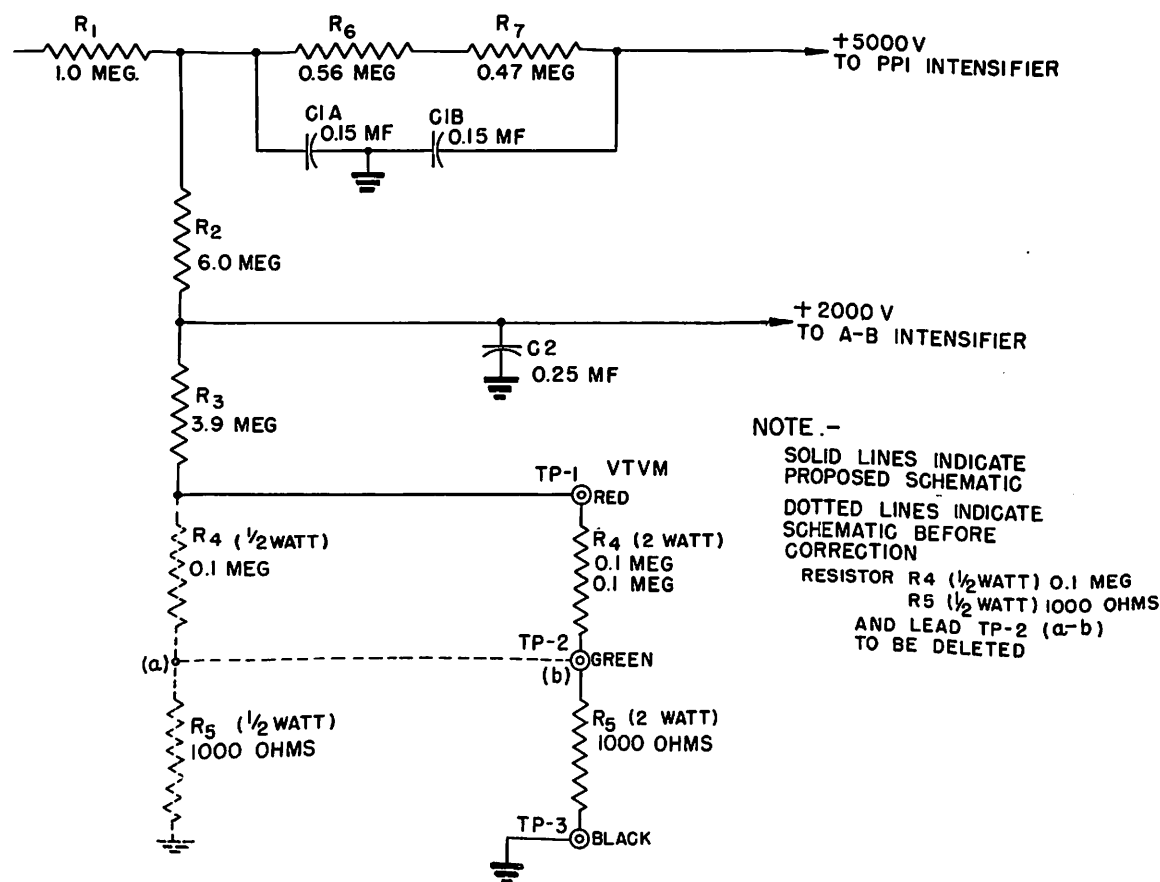 R1
1.0 MEG.
R6
0.56 MEG
R7
0.47 MEG
+5000V
TO PPI INTENSIFIER
C1A
0.15 MF
C1B
0.15 MF
R2
6.0 MEG
+2000 V
TO A-B INTENSIFIER
C2
0.25 MF
R3
3.9 MEG
NOTE.-
SOLID LINES INDICATE
PROPOSED SCHEMATIC
DOTTED LINES INDICATE
SCHEMATIC BEFORE
CORRECTION
RESISTOR R4 (1/2 WATT) 0.1 MEG
R5 (1/2 WATT) 1000 OHMS
AND LEAD TP-2 (a-b)
TO BE DELETED
TP-1 VTVM
RED
R4 (1/2 WATT)
0.1 MEG
R4 (2 WATT)
0.1 MEG
0.1 MEG
(a)
TP-2
GREEN
(b)
R5 (1/2 WATT)
1000 OHMS
R5 (2 WATT)
1000 OHMS
TP-3
BLACK